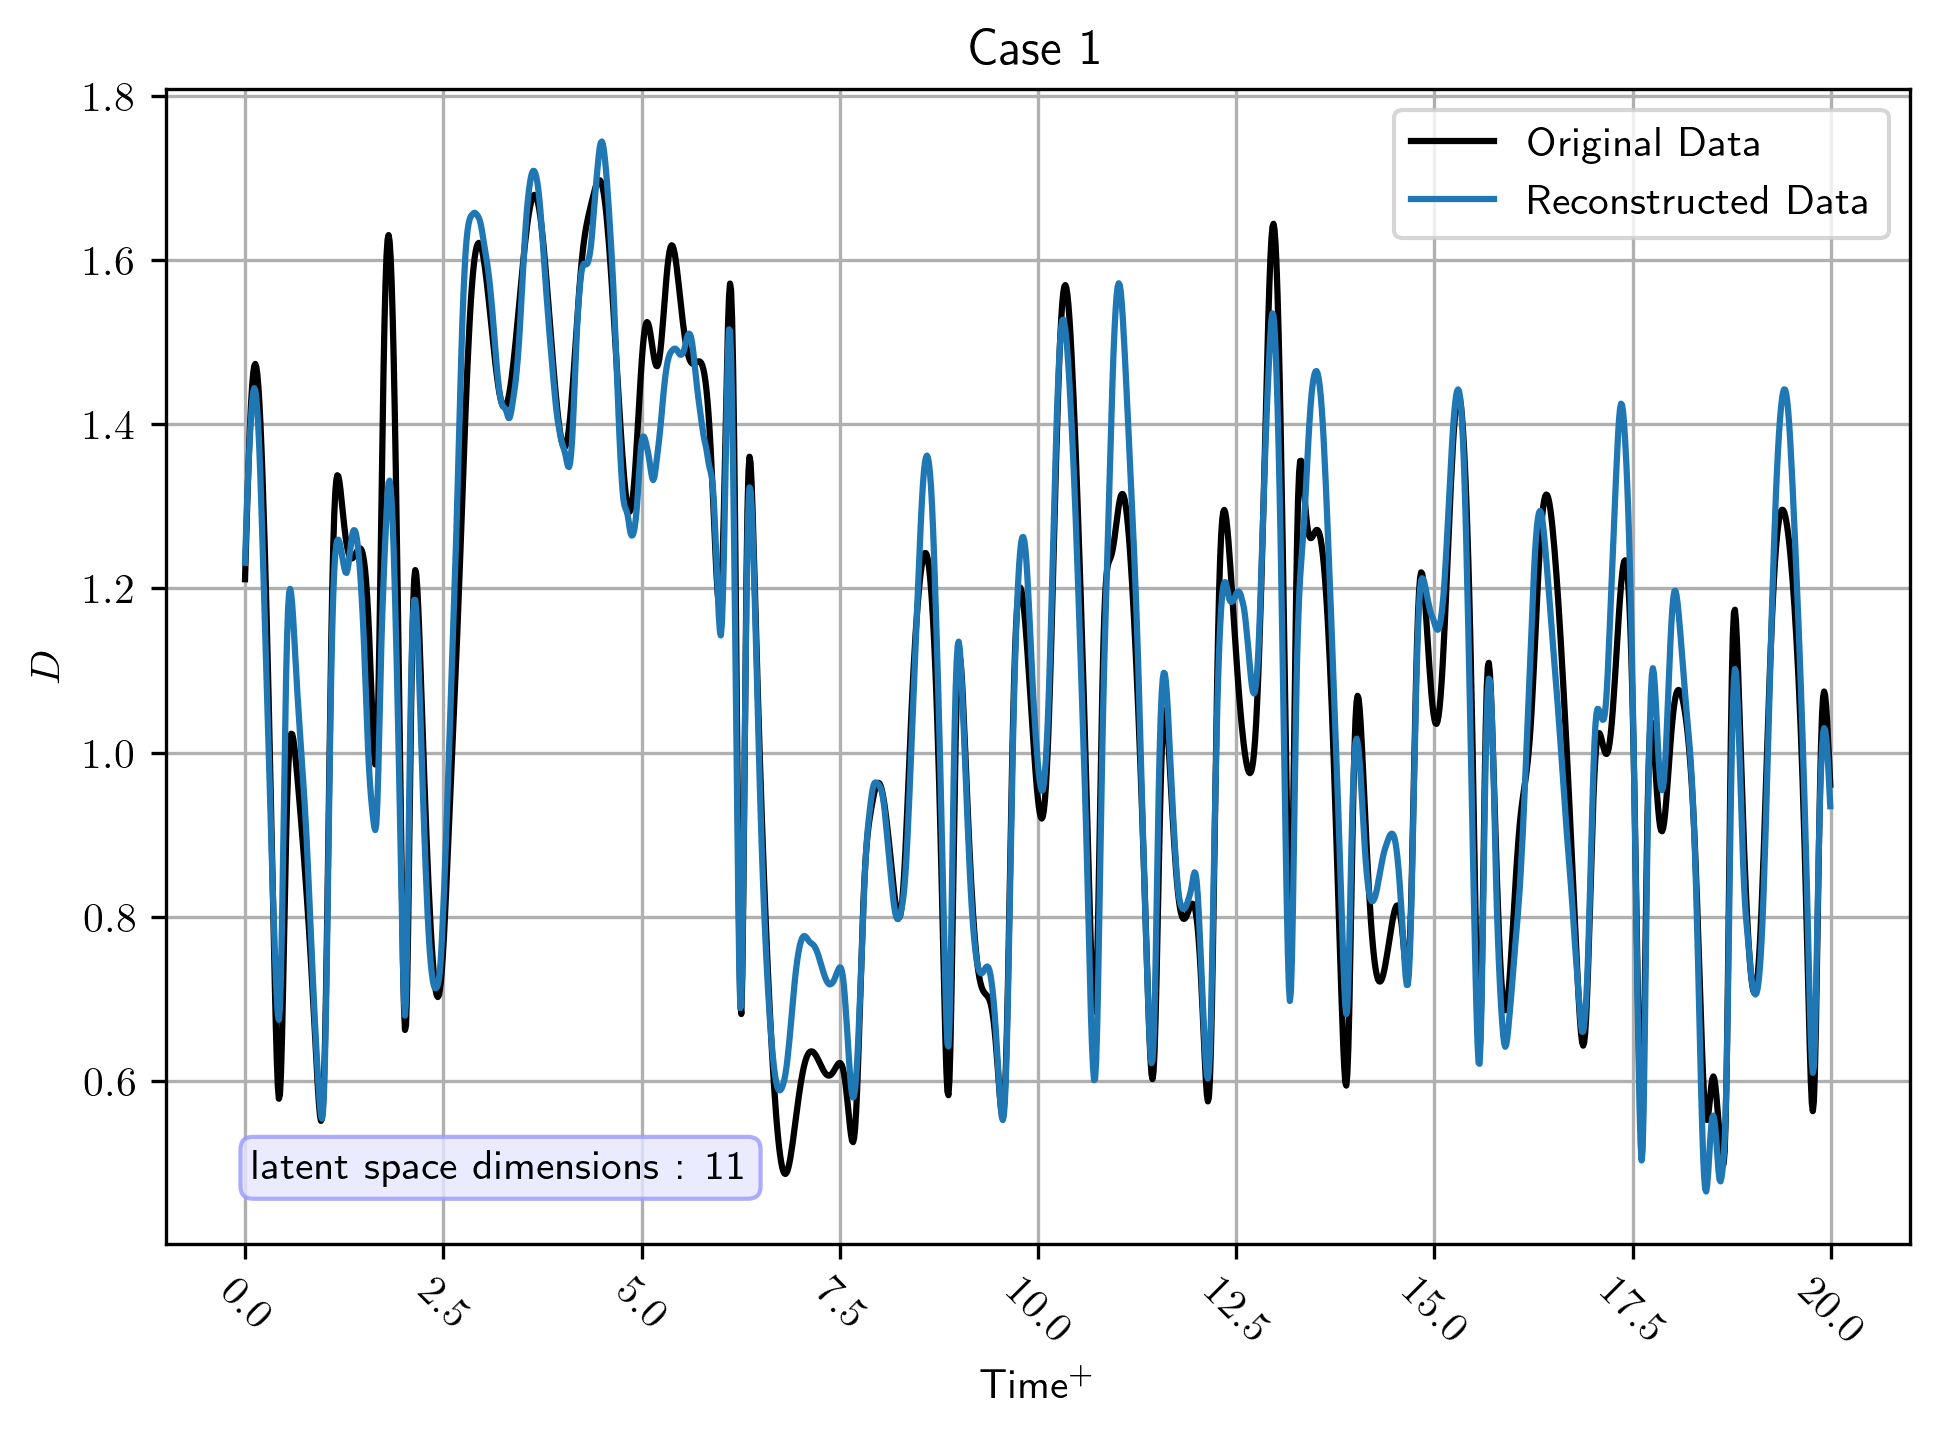 Case 1
1.8
1.6
1.4
1.2
1.0
0.8
0.6
D
Original Data
Reconstructed Data
latent space dimensions : 11
0.0
2.5
5.0
7.5
10.0
12.5
15.0
17.5
20.0
Time⁺